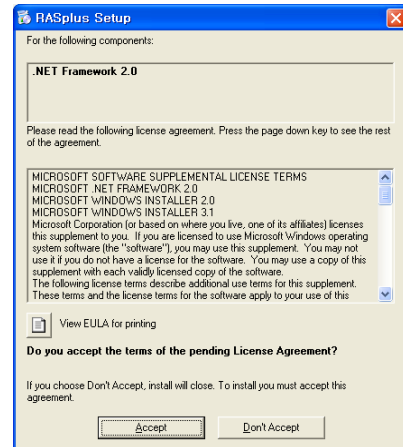 RASplus Setup
For the following components:
.NET Framework 2.0
Please read the following license agreement. Press the page down key to see the rest
of the agreement.
MICROSOFT SOFTWARE SUPPLEMENTAL LICENSE TERMS
MICROSOFT .NET FRAMEWORK 2.0
MICROSOFT WINDOWS INSTALLER 2.0
MICROSOFT WINDOWS INSTALLER 3.1
Microsoft Corporation (or based on where you live, one of its affiliates) licenses
this supplement to you. If you are licensed to use Microsoft Windows operating
system software (the "software"), you may use this supplement. You may not
use it if you do not have a license for the software. You may use a copy of this
supplement with each validly licensed copy of the software.
The following license terms describe additional use terms for this supplement.
These terms and the license terms for the software apply to your use of this
View EULA for printing
Do you accept the terms of the pending License Agreement?
If you choose Don't Accept, install will close. To install you must accept this
agreement.
Accept
Don't Accept